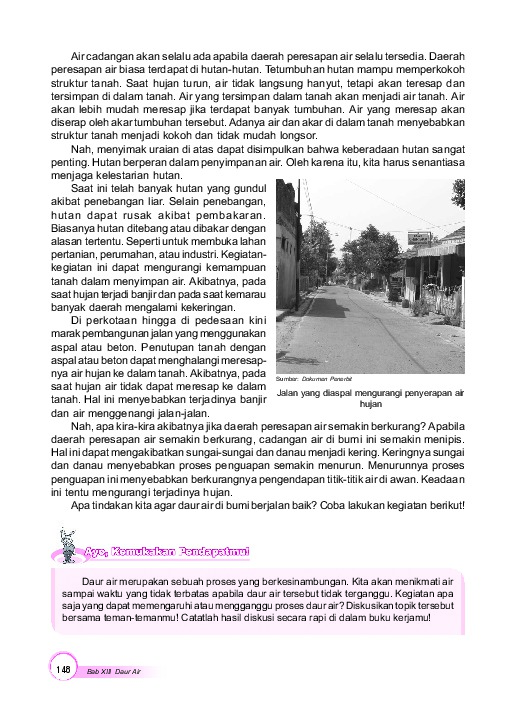 Air cadangan akan selalu ada apabila daerah peresapan air selalu tersedia. Daerah
peresapan air biasa terdapat di hutan-hutan. Tetumbuhan hutan mampu memperkokoh
struktur tanah. Saat hujan turun, air tidak langsung hanyut, tetapi akan teresap dan
tersimpan di dalam tanah. Air yang tersimpan dalam tanah akan menjadi air tanah. Air
akan lebih mudah meresap jika terdapat banyak tumbuhan. Air yang meresap akan
diserap oleh akar tumbuhan tersebut. Adanya air dan akar di dalam tanah menyebabkan
struktur tanah menjadi kokoh dan tidak mudah longsor.
Nah, menyimak uraian di atas dapat disimpulkan bahwa keberadaan hutan sangat
penting. Hutan berperan dalam penyimpanan air. Oleh karena itu, kita harus senantiasa
menjaga kelestarian hutan.
Saat ini telah banyak hutan yang gundul
akibat penebangan liar. Selain penebangan,
hutan dapat rusak akibat pembakaran.
Biasanya hutan ditebang atau dibakar dengan
alasan tertentu. Seperti untuk membuka lahan
pertanian, perumahan, atau industri. Kegiatan-
kegiatan ini dapat mengurangi kemampuan
tanah dalam menyimpan air. Akibatnya, pada
saat hujan terjadi banjir dan pada saat kemarau
banyak daerah mengalami kekeringan.
Di perkotaan hingga di pedesaan kini
marak pembangunan jalan yang menggunakan
aspal atau beton. Penutupan tanah dengan
aspal atau beton dapat menghalangi meresap-
nya air hujan ke dalam tanah. Akibatnya, pada
saat hujan air tidak dapat meresap ke dalam
tanah. Hal ini menyebabkan terjadinya banjir
dan air menggenangi jalan-jalan.
Sumber: Dokumen Penerbit
Jalan yang diaspal mengurangi penyerapan air
hujan
Nah, apa kira-kira akibatnya jika daerah peresapan air semakin berkurang? Apabila
daerah peresapan air semakin berkurang, cadangan air di bumi ini semakin menipis.
Hal ini dapat mengakibatkan sungai-sungai dan danau menjadi kering. Keringnya sungai
dan danau menyebabkan proses penguapan semakin menurun. Menurunnya proses
penguapan ini menyebabkan berkurangnya pengendapan titik-titik air di awan. Keadaan
ini tentu mengurangi terjadinya hujan.
Apa tindakan kita agar daur air di bumi berjalan baik? Coba lakukan kegiatan berikut!
Ayo, Kemukakan Pendapatmu!
Daur air merupakan sebuah proses yang berkesinambungan. Kita akan menikmati air
sampai waktu yang tidak terbatas apabila daur air tersebut tidak terganggu. Kegiatan apa
saja yang dapat memengaruhi atau mengganggu proses daur air? Diskusikan topik tersebut
bersama teman-temanmu! Catatlah hasil diskusi secara rapi di dalam buku kerjamu!
148
Bab XIII Daur Air